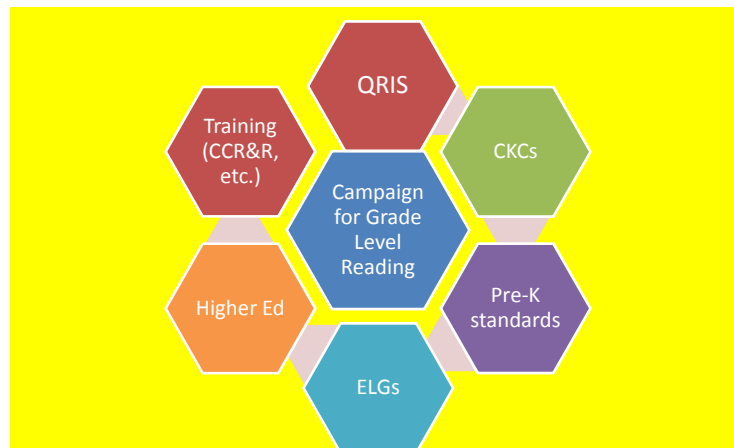 QRIS
Training
(CCR&R,
etc.)
CKCs
Campaign
for Grade
Level
Reading
Higher Ed
Pre-K
standards
ELGs